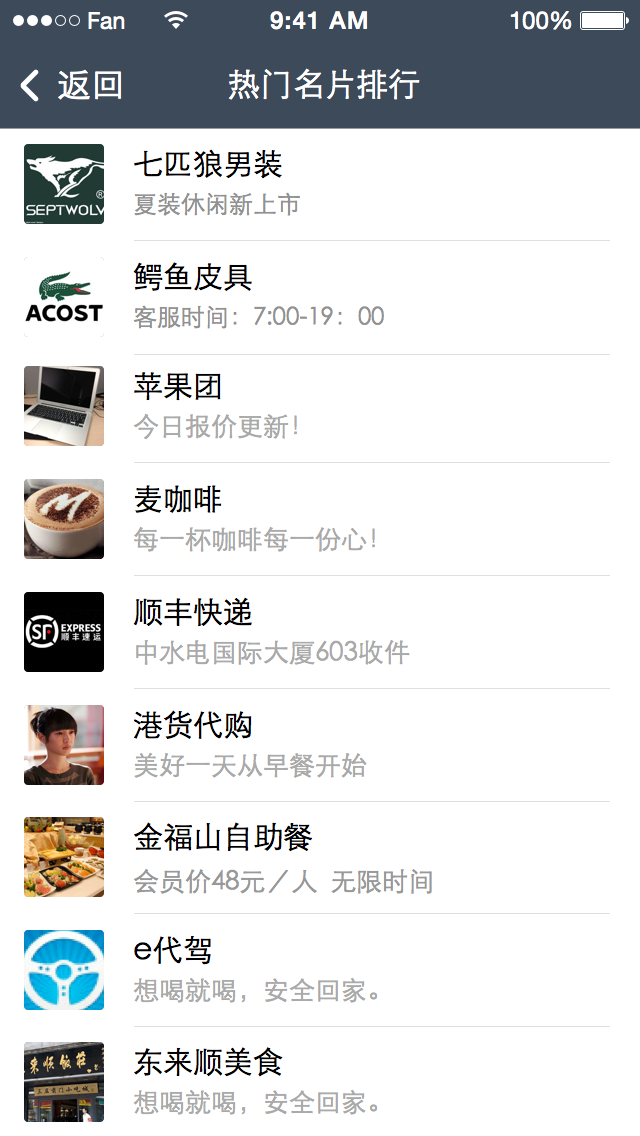 Fan
9:41 AM
100%
返回
热门名片排行
SEPTWOLV
七匹狼男装
夏装休闲新上市
ACOST
鳄鱼皮具
客服时间：7:00-19：00
苹果团
今日报价更新！
M
麦咖啡
每一杯咖啡每一份心！
SF EXPRESS
顺丰速运
顺丰快递
中水电国际大厦603收件
港货代购
美好一天从早餐开始
金福山自助餐
会员价48元／人 无限时间
e代驾
想喝就喝，安全回家。
来顺饭庄
东来顺美食
想喝就喝，安全回家。